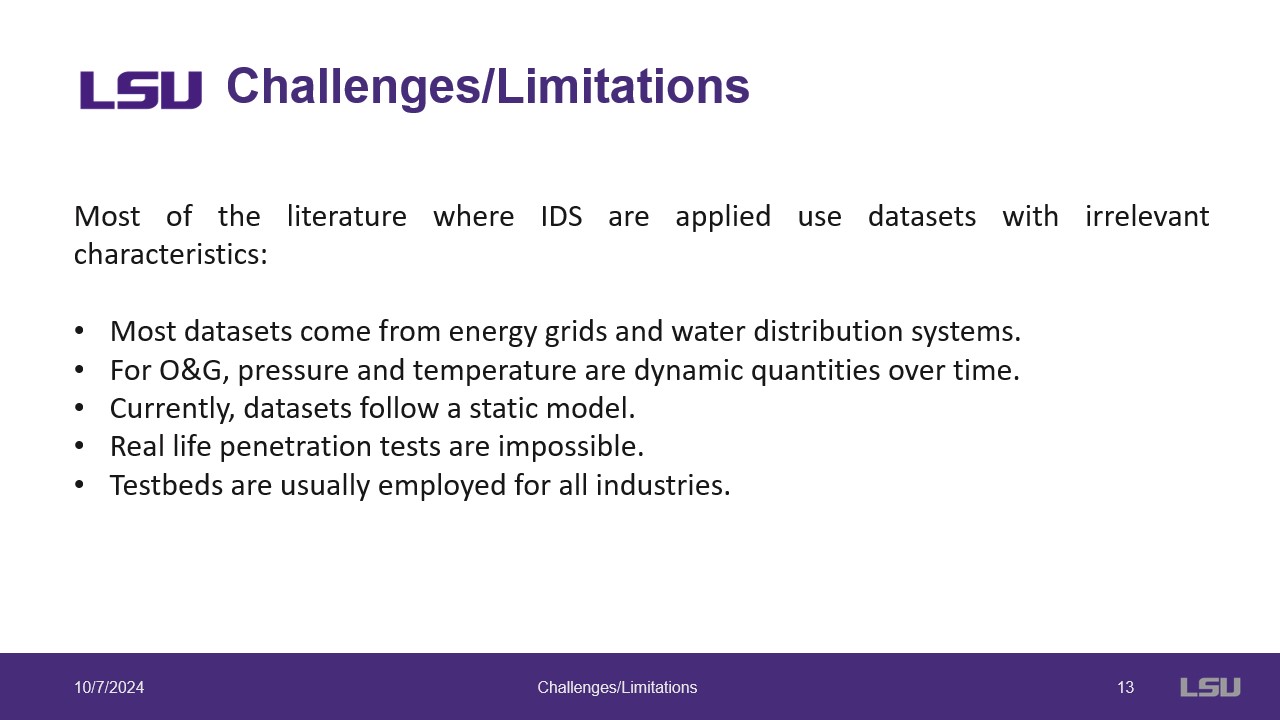 LSU Challenges/Limitations
Most of the literature where IDS are applied use datasets with irrelevant
characteristics:
• Most datasets come from energy grids and water distribution systems.
• For O&G, pressure and temperature are dynamic quantities over time.
• Currently, datasets follow a static model.
• Real life penetration tests are impossible.
• Testbeds are usually employed for all industries.
10/7/2024 Challenges/Limitations 13 LSU